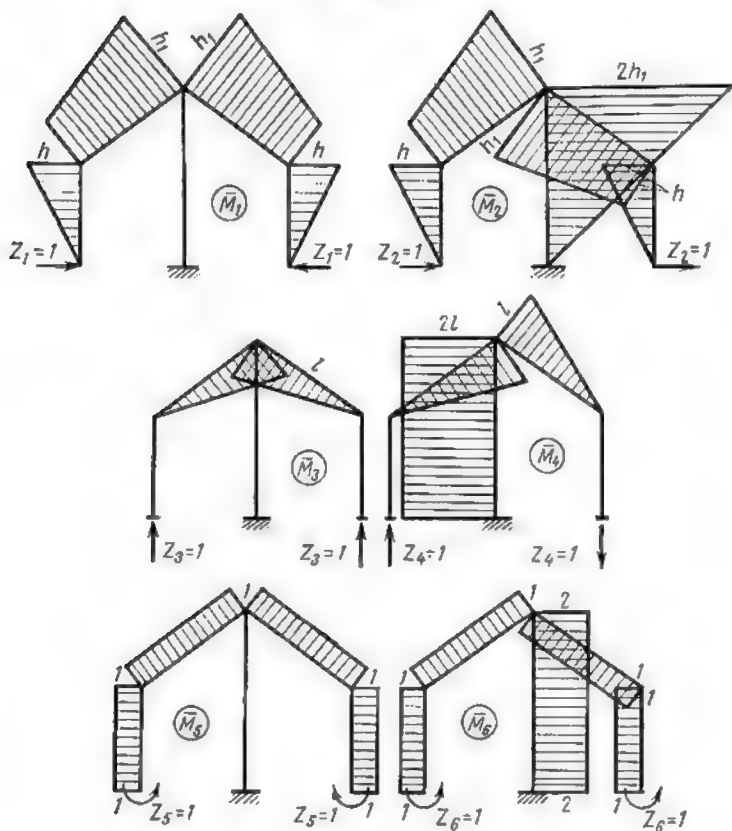 h₁ h₁
h h
M̄₁
Z₁=1 Z₁=1
h₁ 2h₁
h h₁ h
M̄₂
Z₂=1 Z₂=1
l
M̄₃
Z₃=1 Z₃=1
2l l
M̄₄
Z₄=1 Z₄=1
1
1 1
M̄₅
1 Z₅=1 Z₅=1 1
1 2
1 1
1
M̄₆
1 Z₆=1 2 1 Z₆=1